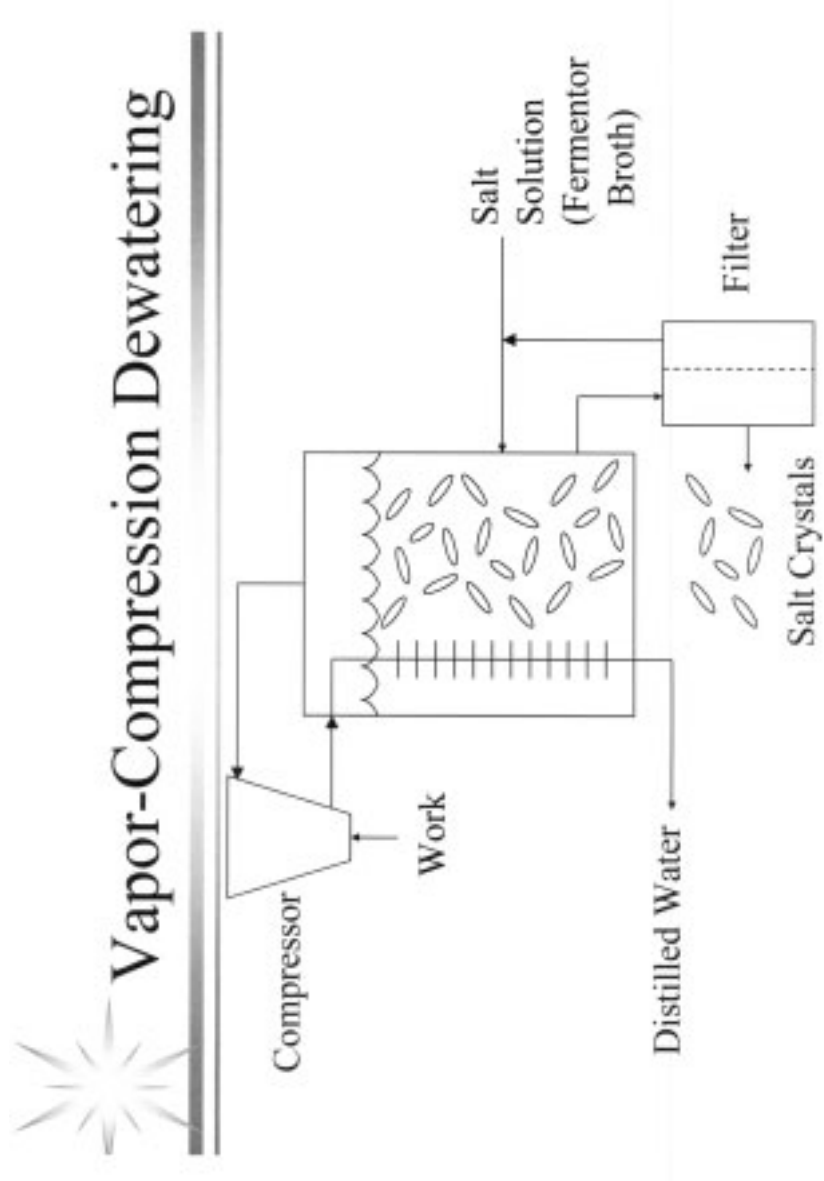 Vapor-Compression Dewatering
Compressor
Work
Salt
Solution
(Fermentor
Broth)
Distilled Water
Filter
Salt Crystals